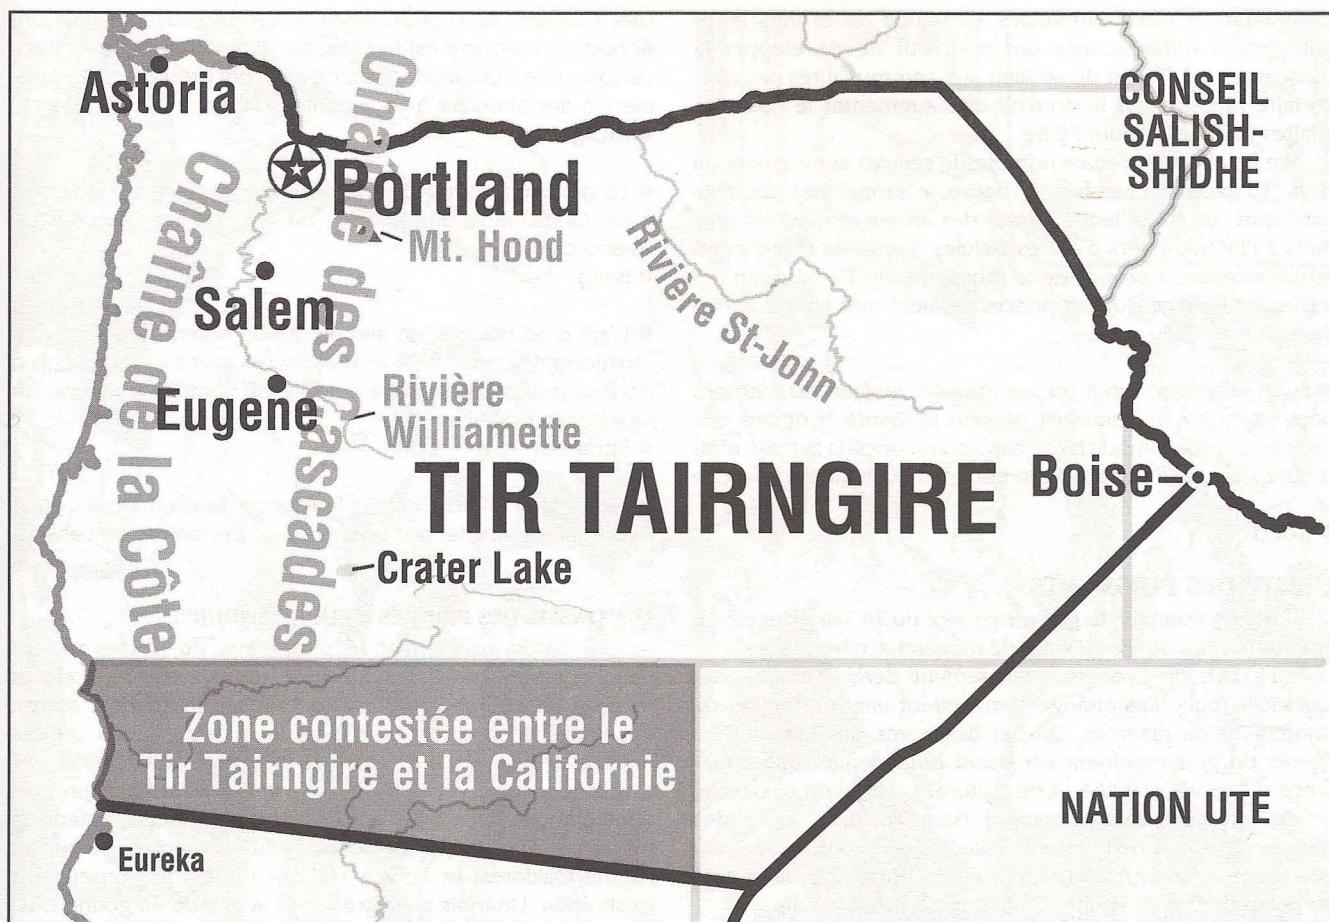 Astoria
Portland
Mt. Hood
Salem
Eugene
Chaîne de la côte
Chaîne des Cascades
Rivière
Williamette
Rivière St-John
CONSEIL
SALISH-
SHIDHE
TIR TAIRNGIRE
Boise
Crater Lake
Zone contestée entre le
Tir Tairngire et la Californie
NATION UTE
Eureka